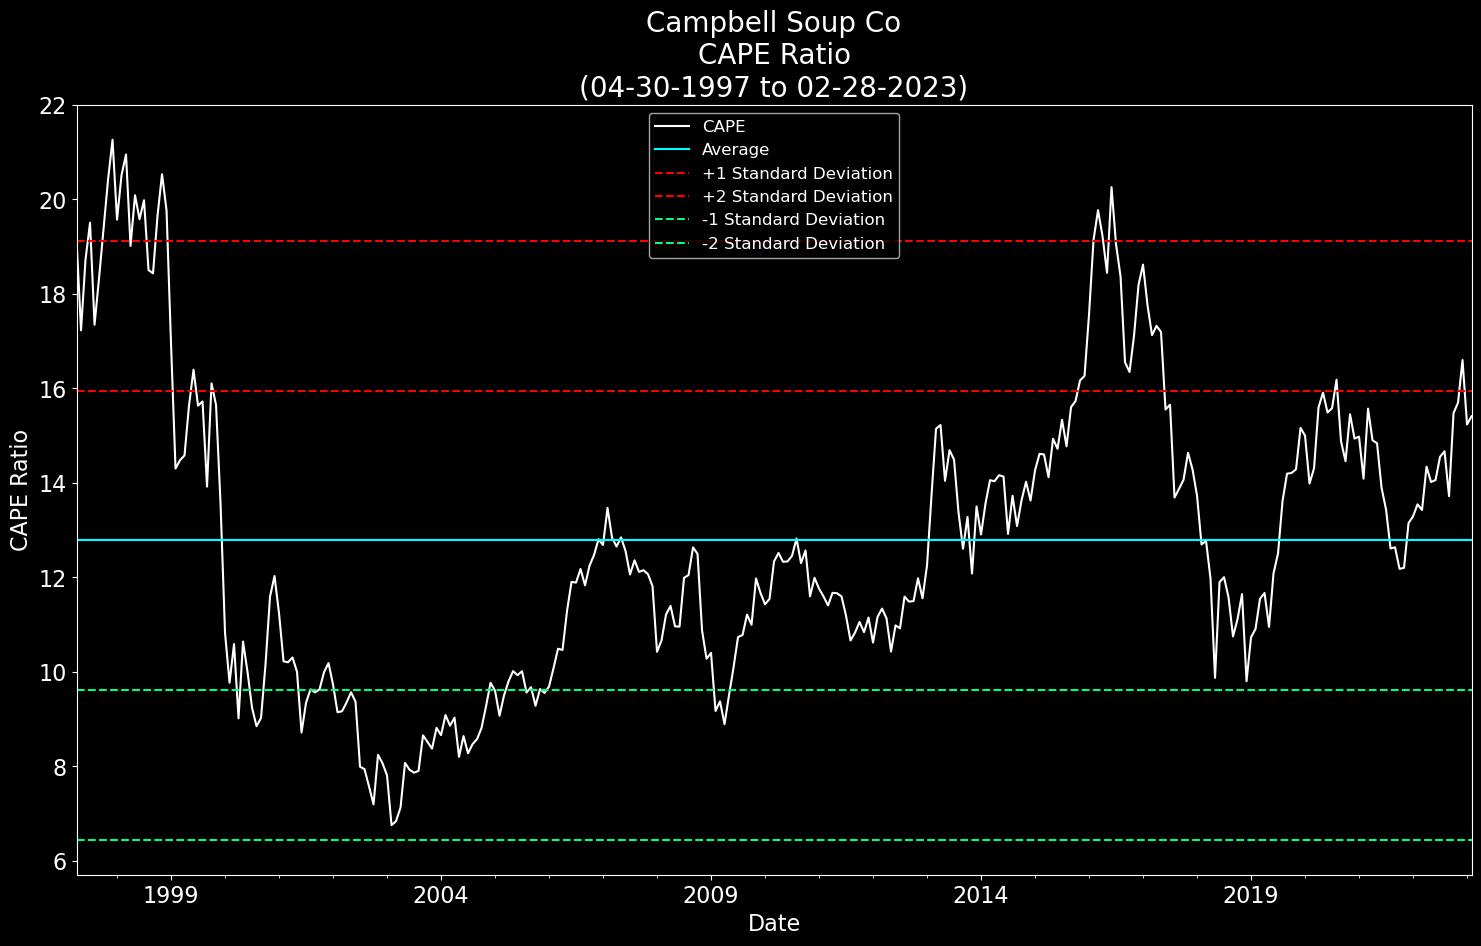 Campbell Soup Co
CAPE Ratio
(04-30-1997 to 02-28-2023)
CAPE
Average
+1 Standard Deviation
+2 Standard Deviation
-1 Standard Deviation
-2 Standard Deviation
22
20
18
16
14
12
10
8
6
CAPE Ratio
1999 2004 2009 2014 2019
Date